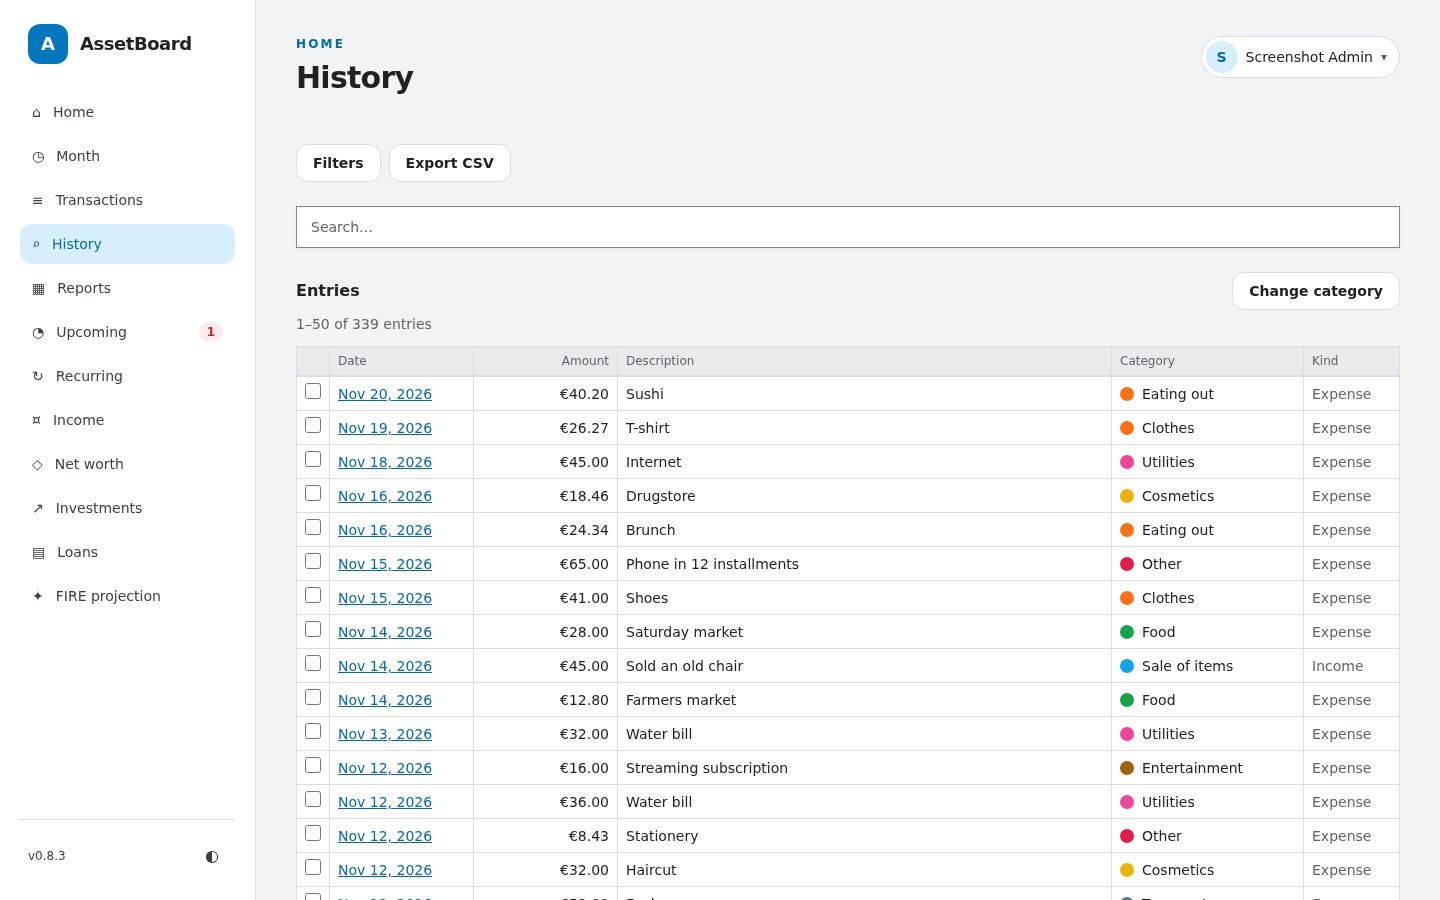 A AssetBoard
Home
Month
Transactions
History
Reports
Upcoming 1
Recurring
Income
Net worth
Investments
Loans
FIRE projection
v0.8.3
HOME
History
S Screenshot Admin
Filters Export CSV
Search...
Entries
Change category
1–50 of 339 entries
Date Amount Description Category Kind
Nov 20, 2026 €40.20 Sushi Eating out Expense
Nov 19, 2026 €26.27 T-shirt Clothes Expense
Nov 18, 2026 €45.00 Internet Utilities Expense
Nov 16, 2026 €18.46 Drugstore Cosmetics Expense
Nov 16, 2026 €24.34 Brunch Eating out Expense
Nov 15, 2026 €65.00 Phone in 12 installments Other Expense
Nov 15, 2026 €41.00 Shoes Clothes Expense
Nov 14, 2026 €28.00 Saturday market Food Expense
Nov 14, 2026 €45.00 Sold an old chair Sale of items Income
Nov 14, 2026 €12.80 Farmers market Food Expense
Nov 13, 2026 €32.00 Water bill Utilities Expense
Nov 12, 2026 €16.00 Streaming subscription Entertainment Expense
Nov 12, 2026 €36.00 Water bill Utilities Expense
Nov 12, 2026 €8.43 Stationery Other Expense
Nov 12, 2026 €32.00 Haircut Cosmetics Expense